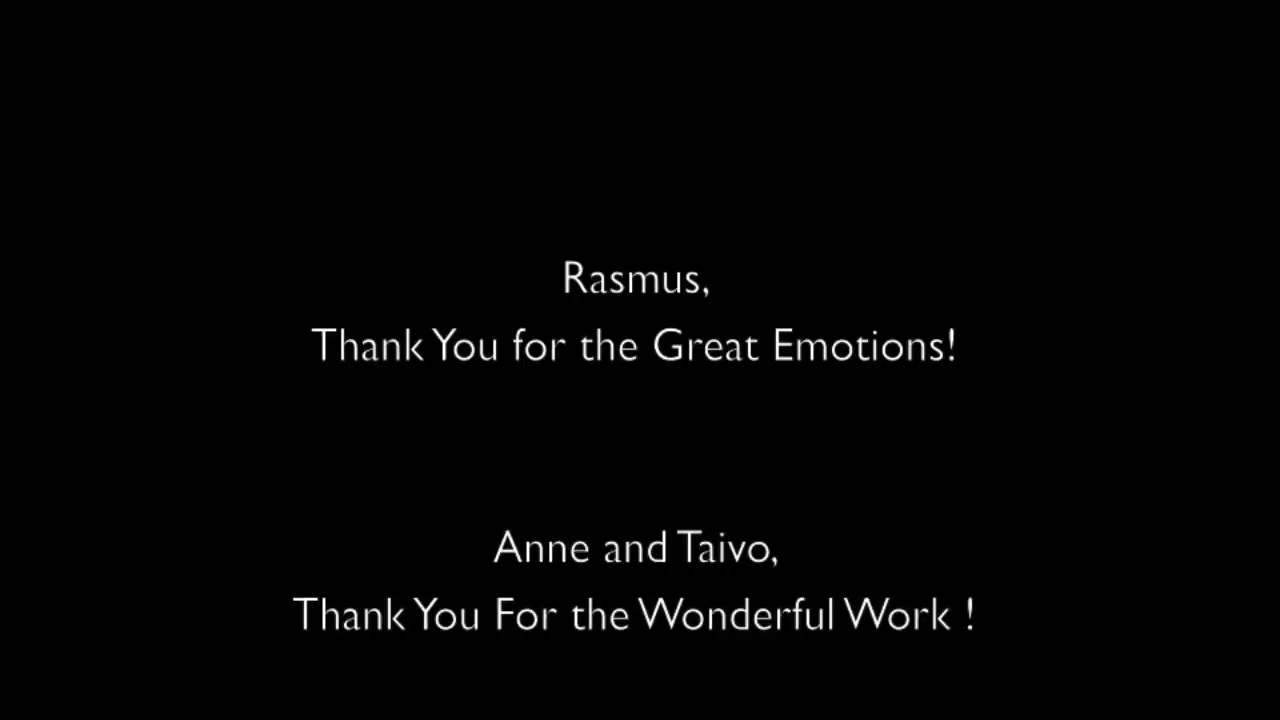 Rasmus,
Thank You for the Great Emotions!
Anne and Taivo,
Thank You For the Wonderful Work !